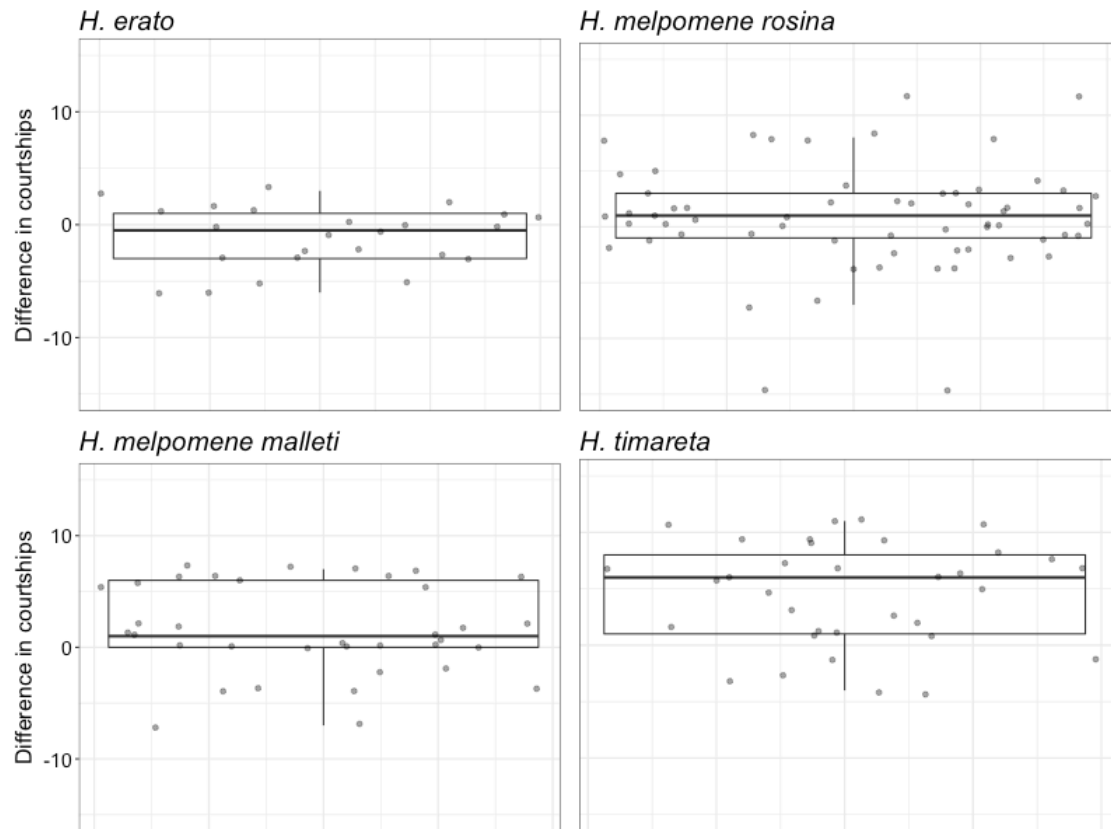 H. erato
H. melpomene rosina
Difference in courtships
10
0
-10
H. melpomene malleti
H. timareta
Difference in courtships
10
0
-10